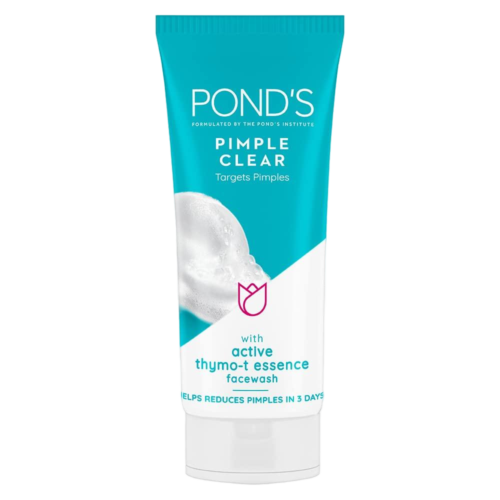 POND'S
FORMULATED BY THE POND'S INSTITUTE
PIMPLE
CLEAR
Targets Pimples
with
active
thymo-t essence
facewash
HELPS REDUCES PIMPLES IN 3 DAYS